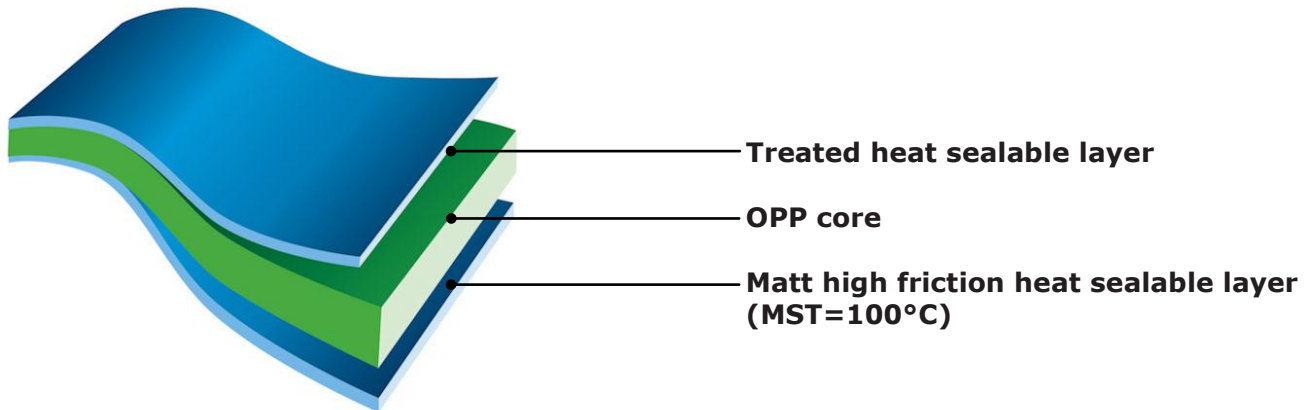 Treated heat sealable layer
OPP core
Matt high friction heat sealable layer
(MST=100°C)